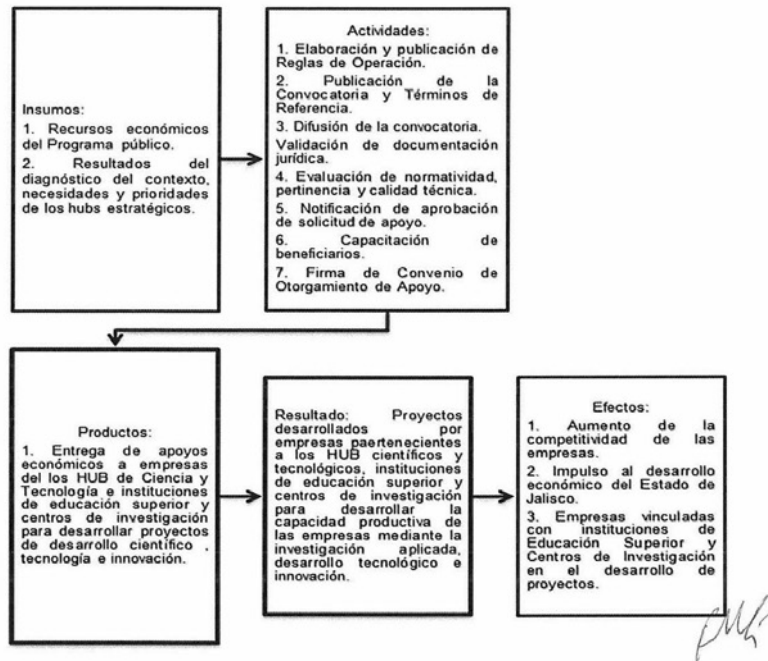 Insumos:
1. Recursos económicos
del Programa público.
2. Resultados del
diagnóstico del contexto,
necesidades y prioridades
de los hubs estratégicos.
Actividades:
1. Elaboración y publicación de
Reglas de Operación.
2. Publicación de la
Convocatoria y Términos de
Referencia.
3. Difusión de la convocatoria.
Validación de documentación
jurídica.
4. Evaluación de normatividad,
pertinencia y calidad técnica.
5. Notificación de aprobación
de solicitud de apoyo.
6. Capacitación de
beneficiarios.
7. Firma de Convenio de
Otorgamiento de Apoyo.
Productos:
1. Entrega de apoyos
económicos a empresas
del los HUB de Ciencia y
Tecnología e instituciones
de educación superior y
centros de investigación
para desarrollar proyectos
de desarrollo científico ,
tecnología e innovación.
Resultado: Proyectos
desarrollados por
empresas paertenecientes
a los HUB científicos y
tecnológicos, instituciones
de educación superior y
centros de investigación
para desarrollar la
capacidad productiva de
las empresas mediante la
investigación aplicada,
desarrollo tecnológico e
innovación.
Efectos:
1. Aumento de la
competitividad de las
empresas.
2. Impulso al desarrollo
económico del Estado de
Jalisco.
3. Empresas vinculadas
con instituciones de
Educación Superior y
Centros de Investigación
en el desarrollo de
proyectos.